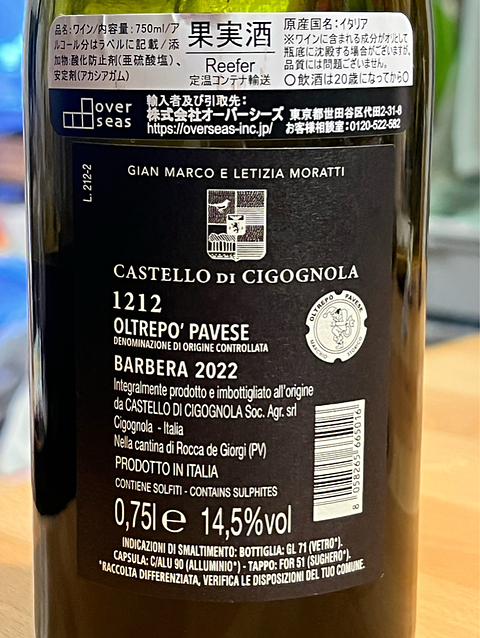 品名:ワイン/内容量:750ml/ア
ルコール分はラベルに記載/添
加物:酸化防止剤(亜硫酸塩)、
安定剤(アカシアガム)
果実酒
Reefer
定温コンテナ輸送
原産国名:イタリア
※ワインに含まれる成分がオリとして
瓶底に沈殿する場合がございますが、
品質には問題ございません。
○飲酒は20歳になってから○
over
seas
輸入者及び引取先:
株式会社オーバーシーズ 東京都世田谷区代田2-31-8
https://overseas-inc.jp/ お客様相談室:0120-522-582
L. 212-2
GIAN MARCO E LETIZIA MORATTI
CASTELLO DI CIGOGNOLA
1212
OLTREPO' PAVESE
DENOMINAZIONE DI ORIGINE CONTROLLATA
OLTREPÒ PAVESE
BARBERA 2022
Integralmente prodotto e imbottigliato all'origine
da CASTELLO DI CIGOGNOLA Soc. Agr. srl
Cigognola - Italia
Nella cantina di Rocca de Giorgi (PV)
PRODOTTO IN ITALIA
CONTIENE SOLFITI - CONTAINS SULPHITES
8 058265 665016
0,75l e 14,5%vol
INDICAZIONI DI SMALTIMENTO: BOTTIGLIA: GL 71 (VETRO*).
CAPSULA: C/ALU 90 (ALLUMINIO*) - TAPPO: FOR 51 (SUGHERO*).
*RACCOLTA DIFFERENZIATA, VERIFICA LE DISPOSIZIONI DEL TUO COMUNE.